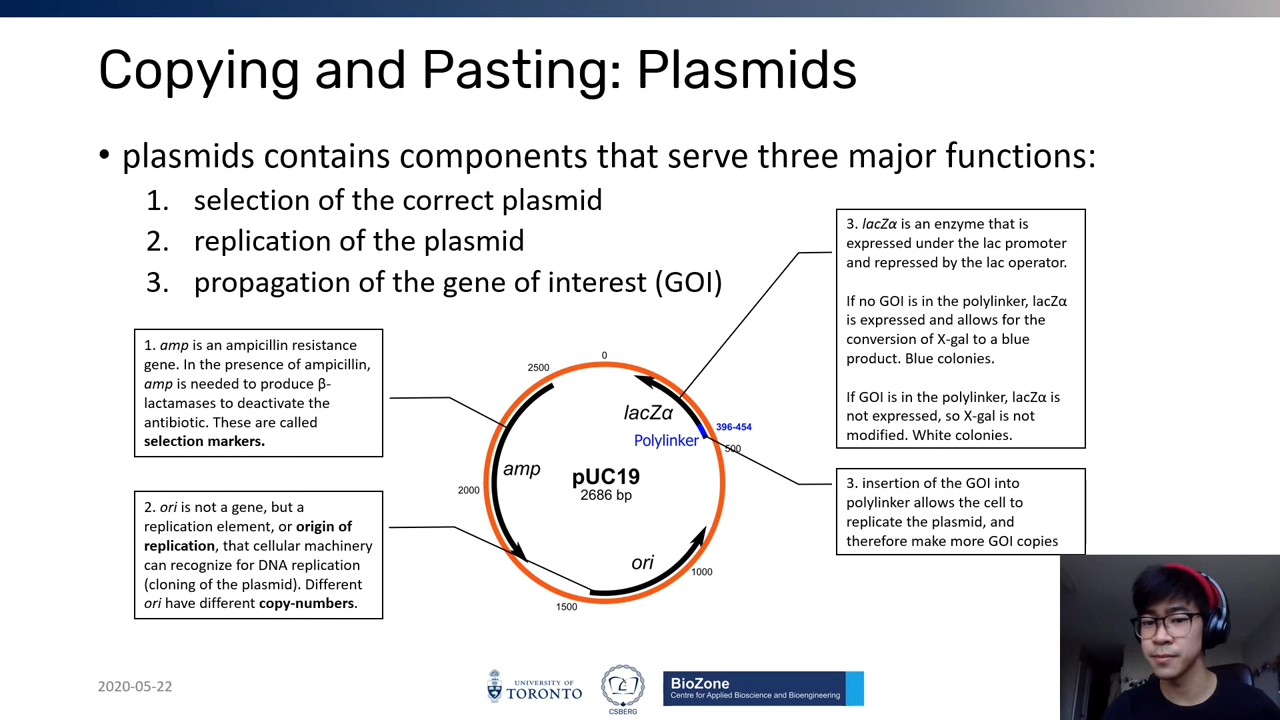 Copying and Pasting: Plasmids
• plasmids contains components that serve three major functions:
1. selection of the correct plasmid
2. replication of the plasmid
3. propagation of the gene of interest (GOI)
1. amp is an ampicillin resistance
gene. In the presence of ampicillin,
amp is needed to produce β-
lactamases to deactivate the
antibiotic. These are called
selection markers.
2. ori is not a gene, but a
replication element, or origin of
replication, that cellular machinery
can recognize for DNA replication
(cloning of the plasmid). Different
ori have different copy-numbers.
0
2500
lacZα
Polylinker
396-454
500
amp
pUC19
2686 bp
2000
ori
1000
1500
3. lacZα is an enzyme that is
expressed under the lac promoter
and repressed by the lac operator.
If no GOI is in the polylinker, lacZα
is expressed and allows for the
conversion of X-gal to a blue
product. Blue colonies.
If GOI is in the polylinker, lacZα is
not expressed, so X-gal is not
modified. White colonies.
3. insertion of the GOI into
polylinker allows the cell to
replicate the plasmid, and
therefore make more GOI copies
2020-05-22
UNIVERSITY OF
TORONTO
CSBERG
BioZone
Centre for Applied Bioscience and Bioengineering